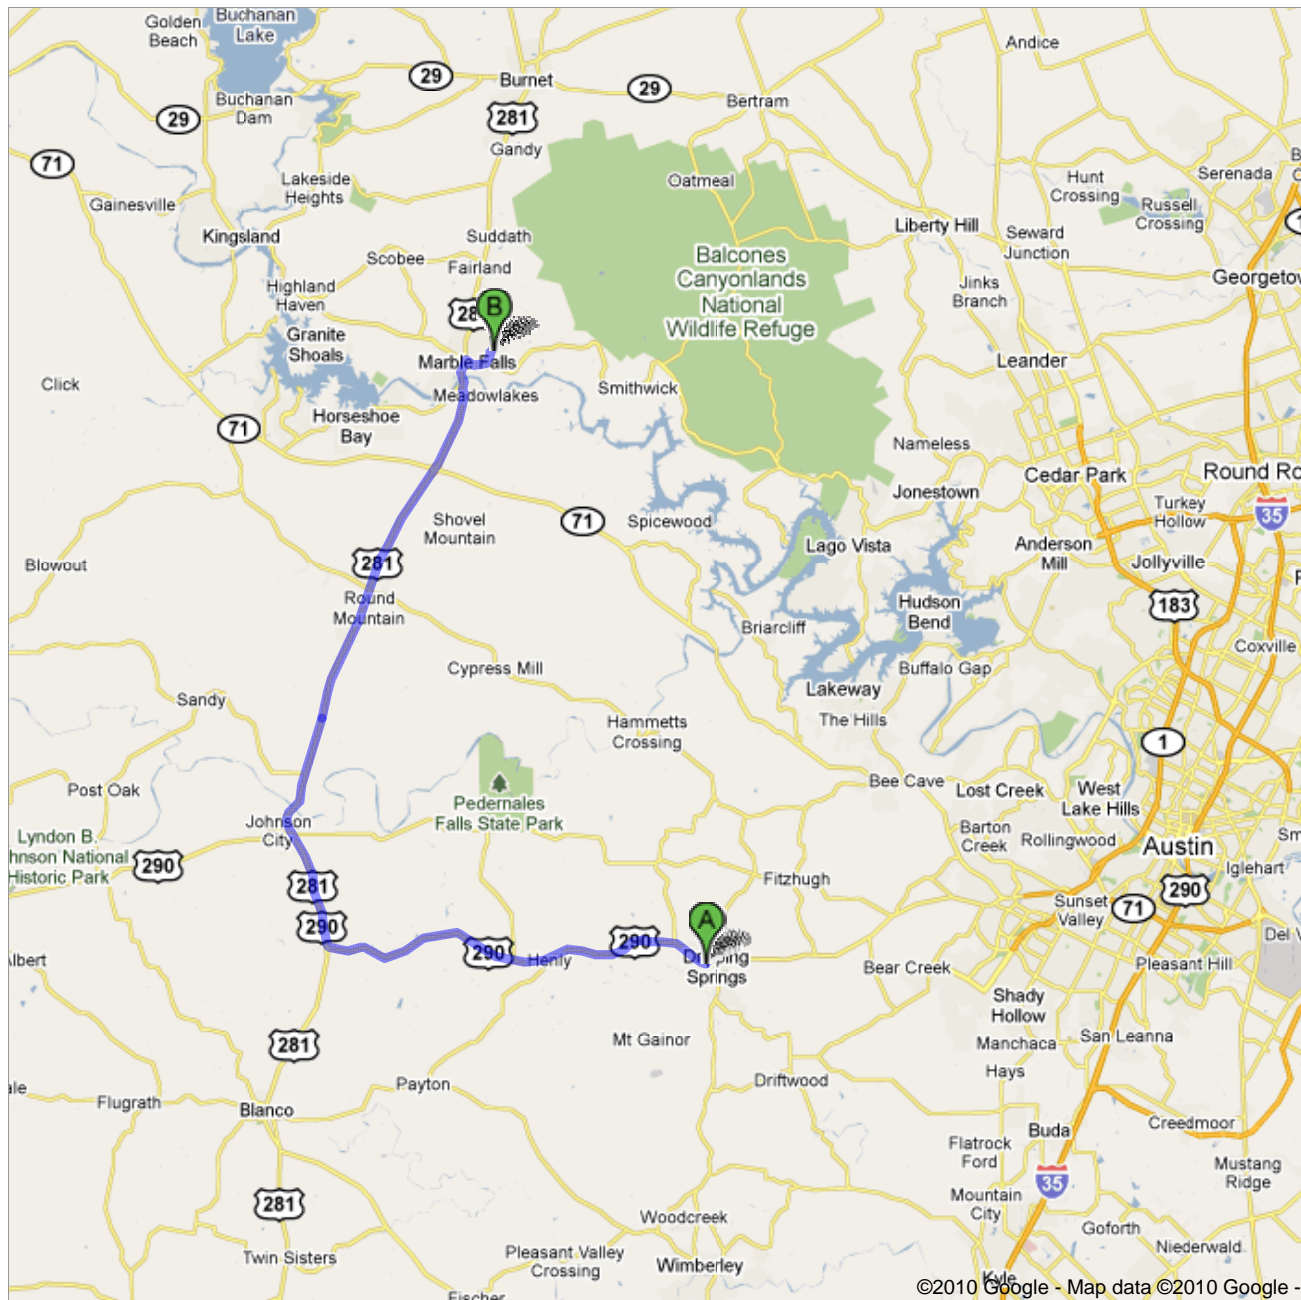 Buchanan
Lake
Golden
Beach
Andice
29
Burnet
29
Buchanan
Dam
Bertram
29
281
Gandy
71
Oatmeal
Lakeside
Heights
Hunt
Crossing
Serenada
Gainesville
Russell
Crossing
Liberty Hill
Kingsland
Suddath
Seward
Junction
Scobee
Fairland
Balcones
Canyonlands
National
Wildlife Refuge
Highland
Haven
Jinks
Branch
B
Granite
Shoals
Marble Falls
Leander
Click
Smithwick
Meadowlakes
Horseshoe
Bay
71
Nameless
Cedar Park
Jonestown
Turkey
Hollow
35
Shovel
Mountain
71
Spicewood
Lago Vista
Anderson
Mill
Jollyville
Blowout
281
Round
Mountain
183
Hudson
Bend
Briarcliff
Coxville
Cypress Mill
Buffalo Gap
Sandy
Lakeway
The Hills
Hammetts
Crossing
1
Post Oak
Bee Cave
Lost Creek
West
Lake Hills
Pedernales
Falls State Park
Johnson
City
Barton
Creek
Rollingwood
Austin
Lyndon B.
hnson National
Historic Park
290
Iglehart
Fitzhugh
281
290
Sunset
Valley
71
290
290
290
A
Dripping
Springs
Henly
Bear Creek
Pleasant Hill
Shady
Hollow
281
Mt Gainor
Manchaca
San Leanna
Hays
Payton
Driftwood
Flugrath
Blanco
Buda
Creedmoor
Flatrock
Ford
Mustang
Ridge
35
281
Mountain
City
Woodcreek
Goforth
Niederwald
Twin Sisters
Pleasant Valley
Crossing
Wimberley
Kyle
©2010 Google - Map data ©2010 Google -